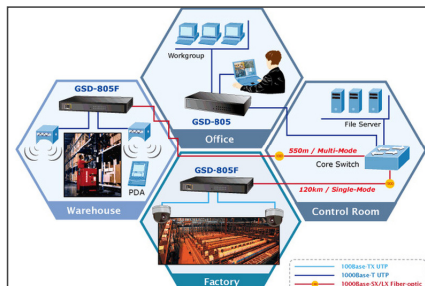 Workgroup
GSD-805
Office
GSD-805F
PDA
Warehouse
File Server
550m / Multi-Mode
Core Switch
120km / Single-Mode
Control Room
GSD-805F
Factory
100Base-TX UTP
1000Base-T UTP
1000Base-SX/LX Fiber-optic